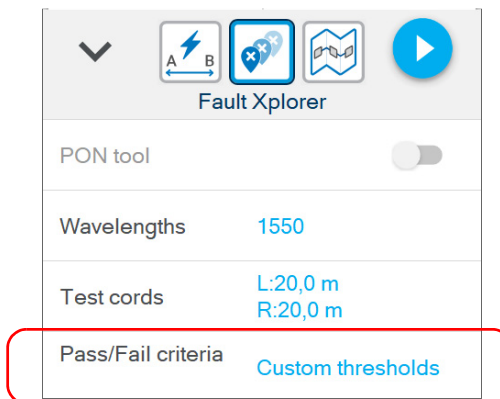 A B
Fault Xplorer
PON tool
Wavelengths 1550
Test cords L:20,0 m
R:20,0 m
Pass/Fail criteria Custom thresholds